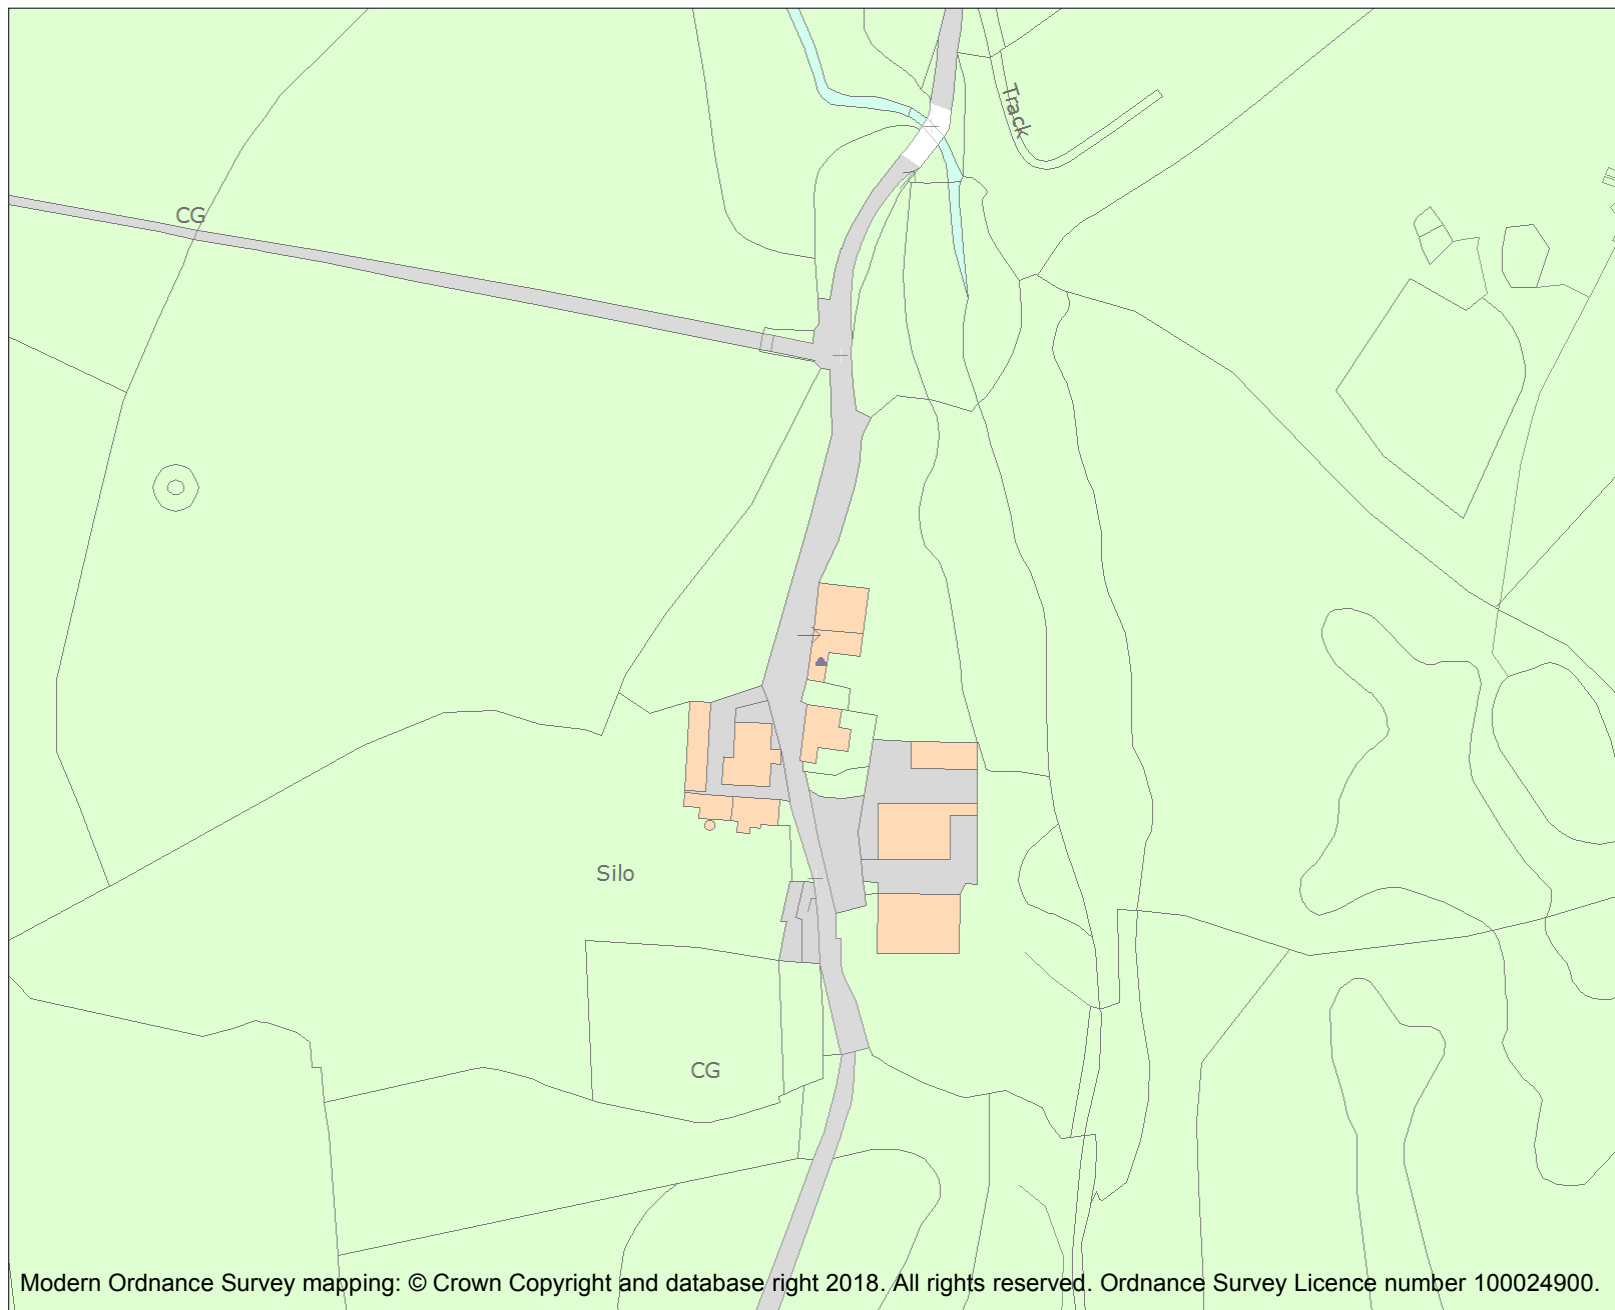 Track
CG
Silo
CG
Modern Ordnance Survey mapping: © Crown Copyright and database right 2018. All rights reserved. Ordnance Survey Licence number 100024900.